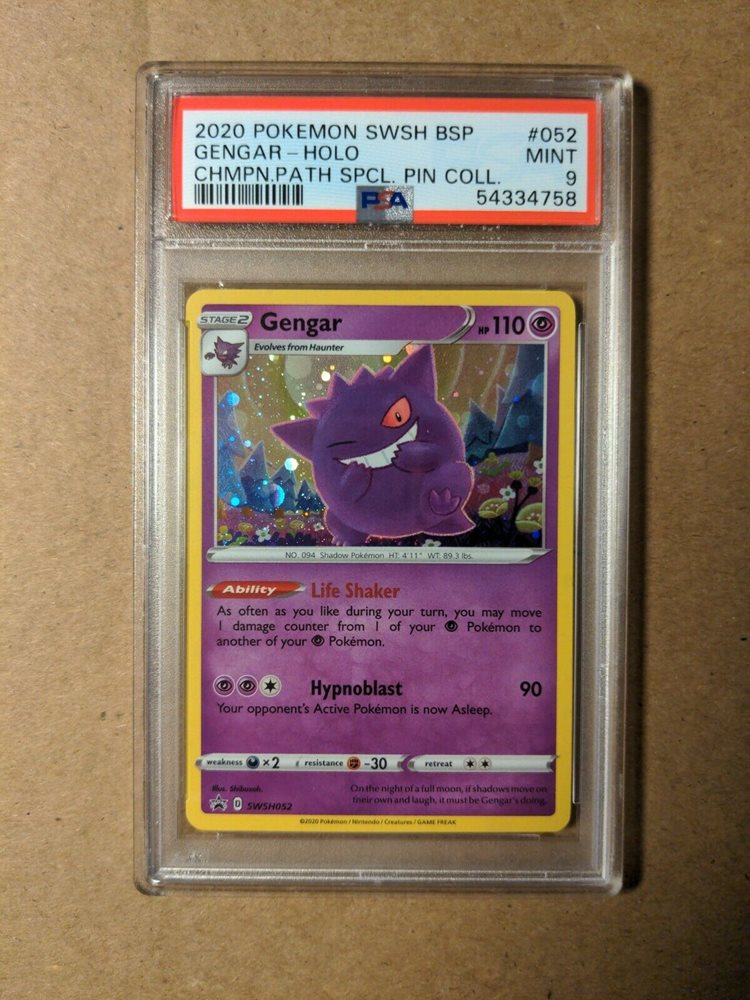 2020 POKEMON SWSH BSP #052
GENGAR-HOLO MINT
CHMPN.PATH SPCL. PIN COLL. 9
PSA 54334758
STAGE 2 Gengar HP 110
Evolves from Haunter
NO. 094 Shadow Pokémon HT: 4'11" WT: 89.3 lbs.
Ability Life Shaker
As often as you like during your turn, you may move
1 damage counter from 1 of your Pokémon to
another of your Pokémon.
Hypnoblast 90
Your opponent's Active Pokémon is now Asleep.
weakness ×2 resistance -30 retreat
Illus. Shibuzoh. On the night of a full moon, if shadows move on
D SWSH052 their own and laugh, it must be Gengar's doing.
©2020 Pokémon / Nintendo / Creatures / GAME FREAK